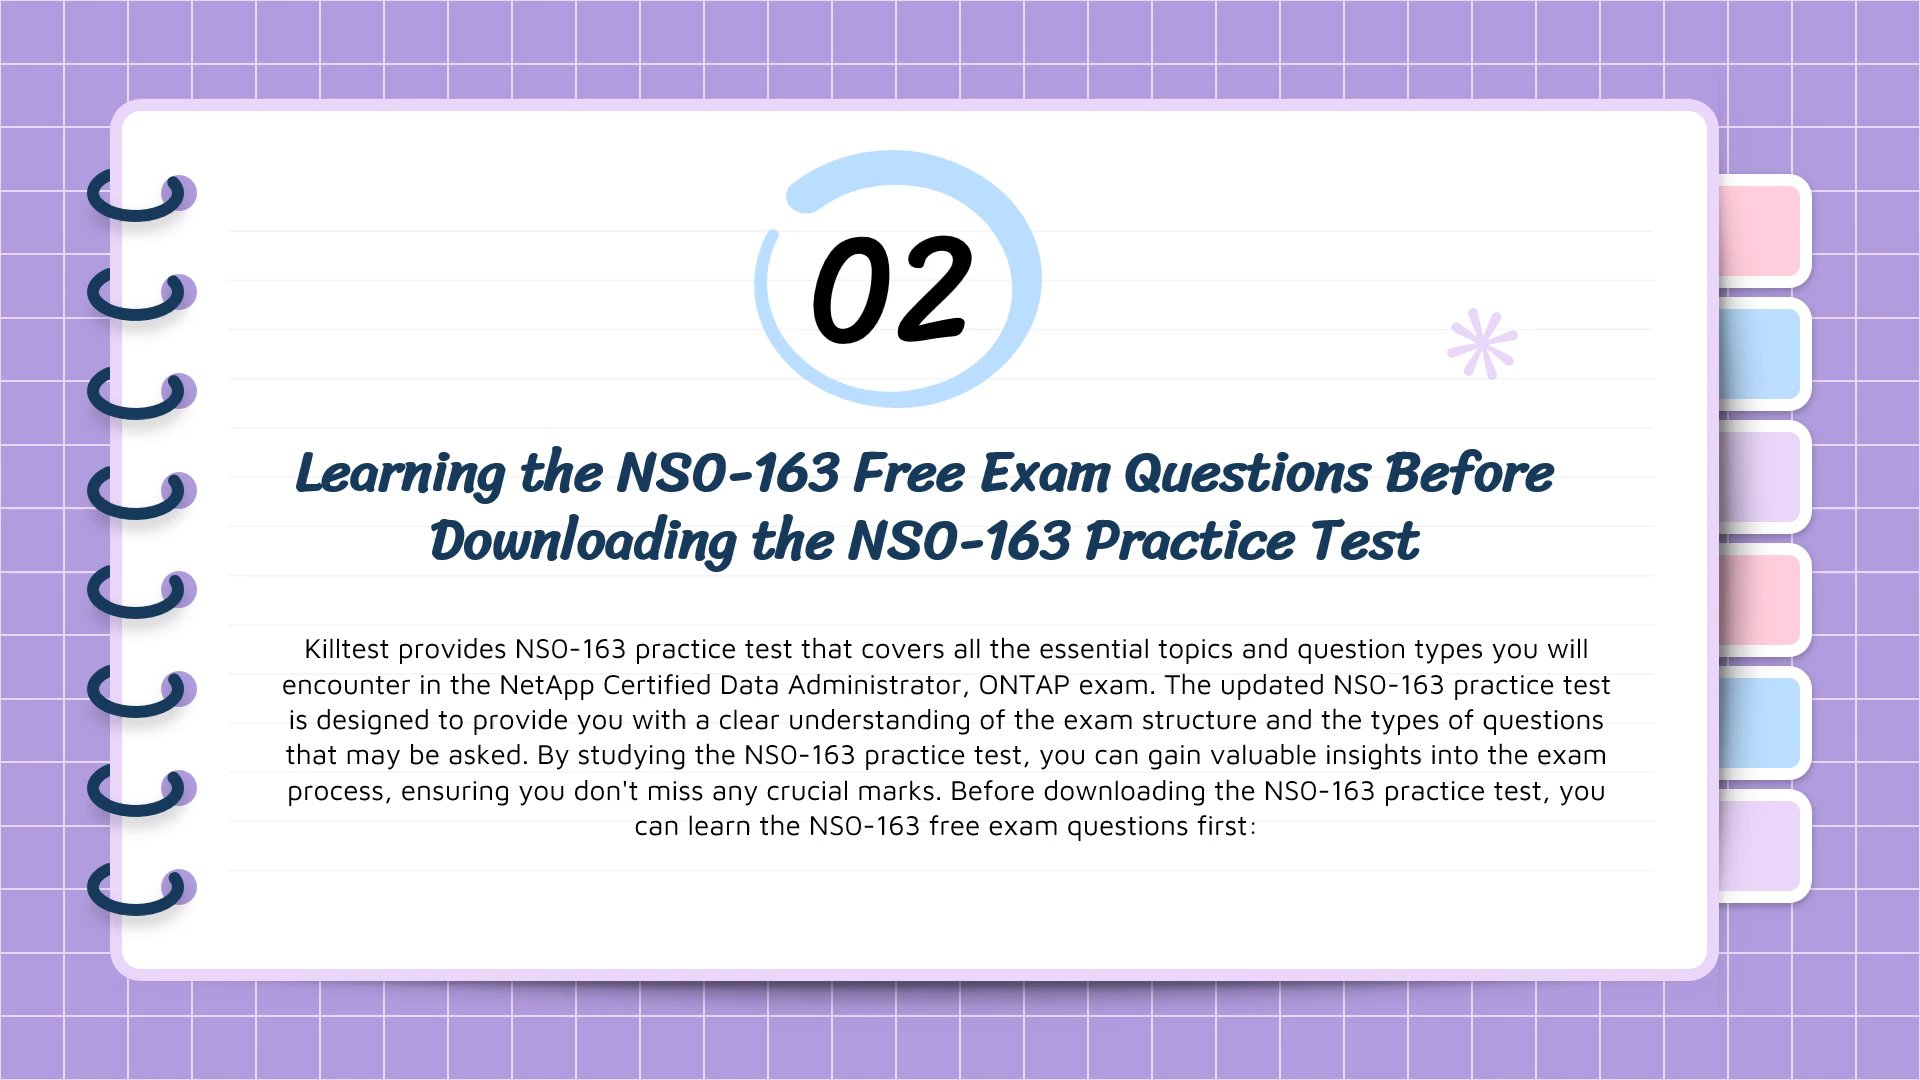 02
Learning the NS0-163 Free Exam Questions Before
Downloading the NS0-163 Practice Test
Killtest provides NS0-163 practice test that covers all the essential topics and question types you will
encounter in the NetApp Certified Data Administrator, ONTAP exam. The updated NS0-163 practice test
is designed to provide you with a clear understanding of the exam structure and the types of questions
that may be asked. By studying the NS0-163 practice test, you can gain valuable insights into the exam
process, ensuring you don't miss any crucial marks. Before downloading the NS0-163 practice test, you
can learn the NS0-163 free exam questions first: